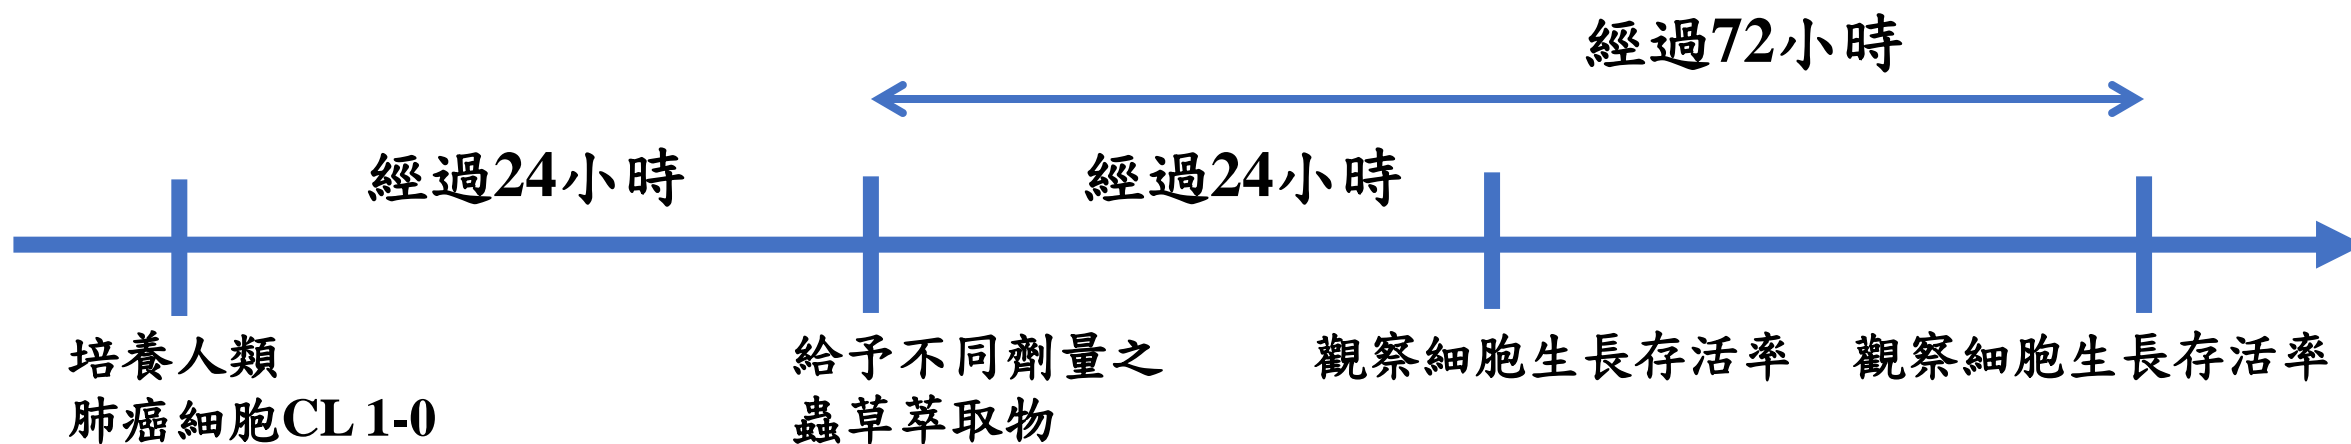 經過72小時
經過24小時
經過24小時
培養人類
肺癌細胞CL 1-0
給予不同劑量之
蟲草萃取物
觀察細胞生長存活率
觀察細胞生長存活率